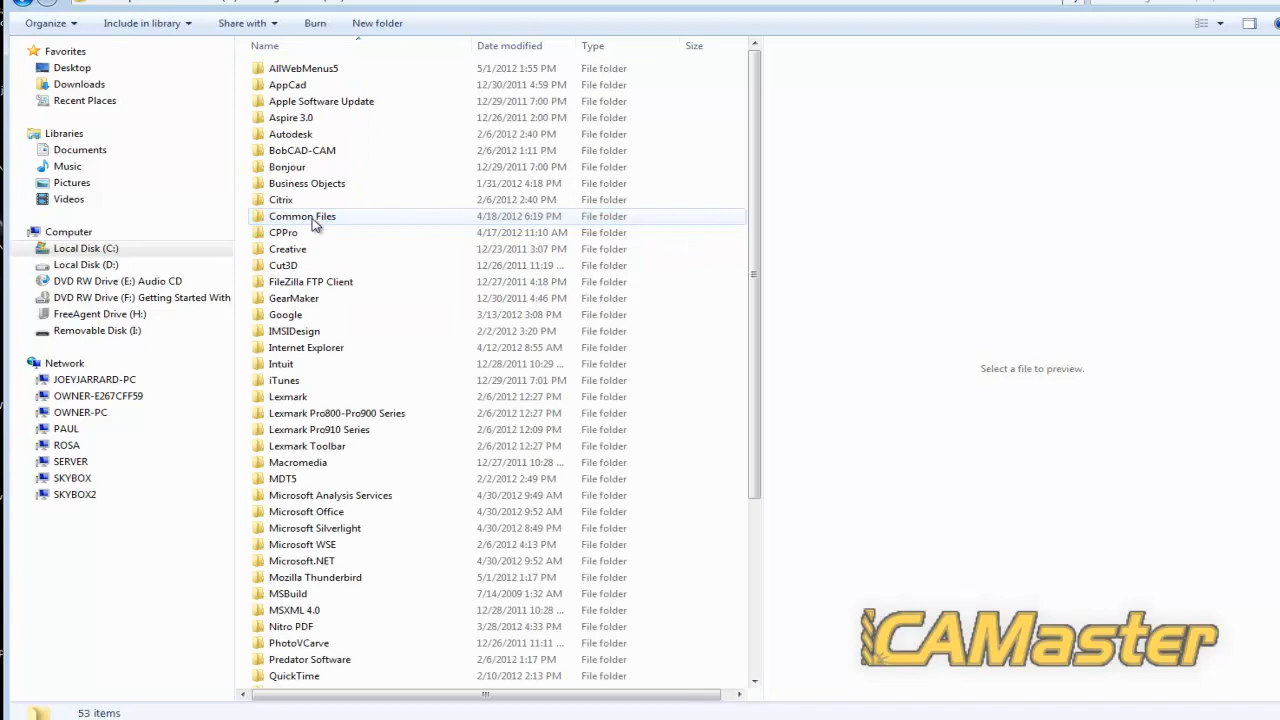 Organize Include in library Share with Burn New folder
Name Date modified Type Size
Favorites
Desktop
Downloads
Recent Places
Libraries
Documents
Music
Pictures
Videos
Computer
Local Disk (C:)
Local Disk (D:)
DVD RW Drive (E:) Audio CD
DVD RW Drive (F:) Getting Started With
FreeAgent Drive (H:)
Removable Disk (I:)
Network
JOEYJARRARD-PC
OWNER-E267CFF59
OWNER-PC
PAUL
ROSA
SERVER
SKYBOX
SKYBOX2
AllWebMenus5 5/1/2012 1:55 PM File folder
AppCad 12/30/2011 4:59 PM File folder
Apple Software Update 12/29/2011 7:00 PM File folder
Aspire 3.0 12/26/2011 2:00 PM File folder
Autodesk 2/6/2012 2:40 PM File folder
BobCAD-CAM 2/6/2012 1:11 PM File folder
Bonjour 12/29/2011 7:00 PM File folder
Business Objects 1/31/2012 4:18 PM File folder
Citrix 2/6/2012 2:40 PM File folder
Common Files 4/18/2012 6:19 PM File folder
CPPro 4/17/2012 11:10 AM File folder
Creative 12/23/2011 3:07 PM File folder
Cut3D 12/26/2011 11:19 ... File folder
FileZilla FTP Client 12/27/2011 4:18 PM File folder
GearMaker 12/30/2011 4:46 PM File folder
Google 3/13/2012 3:08 PM File folder
IMSIDesign 2/2/2012 3:20 PM File folder
Internet Explorer 4/12/2012 8:55 AM File folder
Intuit 12/28/2011 10:29 ... File folder
iTunes 12/29/2011 7:01 PM File folder
Lexmark 2/6/2012 12:27 PM File folder
Lexmark Pro800-Pro900 Series 2/6/2012 12:27 PM File folder
Lexmark Pro910 Series 2/6/2012 12:09 PM File folder
Lexmark Toolbar 2/6/2012 12:27 PM File folder
Macromedia 12/27/2011 10:28 ... File folder
MDT5 2/2/2012 2:49 PM File folder
Microsoft Analysis Services 4/30/2012 9:49 AM File folder
Microsoft Office 4/30/2012 9:52 AM File folder
Microsoft Silverlight 4/30/2012 8:49 PM File folder
Microsoft WSE 2/6/2012 4:13 PM File folder
Microsoft.NET 4/30/2012 9:52 AM File folder
Mozilla Thunderbird 5/1/2012 1:17 PM File folder
MSBuild 7/14/2009 1:32 AM File folder
MSXML 4.0 12/28/2011 10:28 ... File folder
Nitro PDF 3/28/2012 4:33 PM File folder
PhotoVCarve 12/26/2011 11:11 ... File folder
Predator Software 2/6/2012 1:17 PM File folder
QuickTime 2/10/2012 2:13 PM File folder
Select a file to preview.
CAMaster
53 items